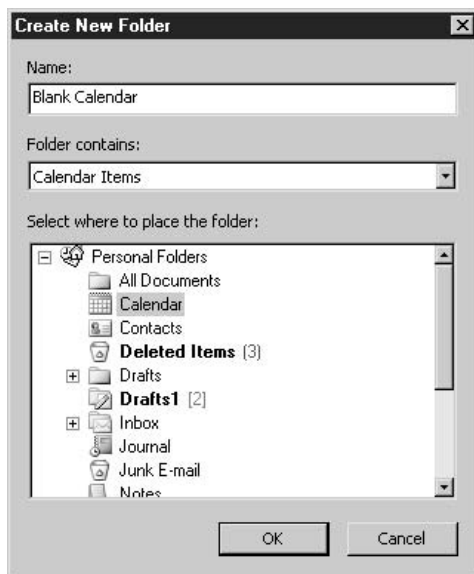 Create New Folder
Name:
Blank Calendar
Folder contains:
Calendar Items
Select where to place the folder:
Personal Folders
All Documents
Calendar
Contacts
Deleted Items (3)
Drafts
Drafts1 [2]
Inbox
Journal
Junk E-mail
Notes
OK
Cancel